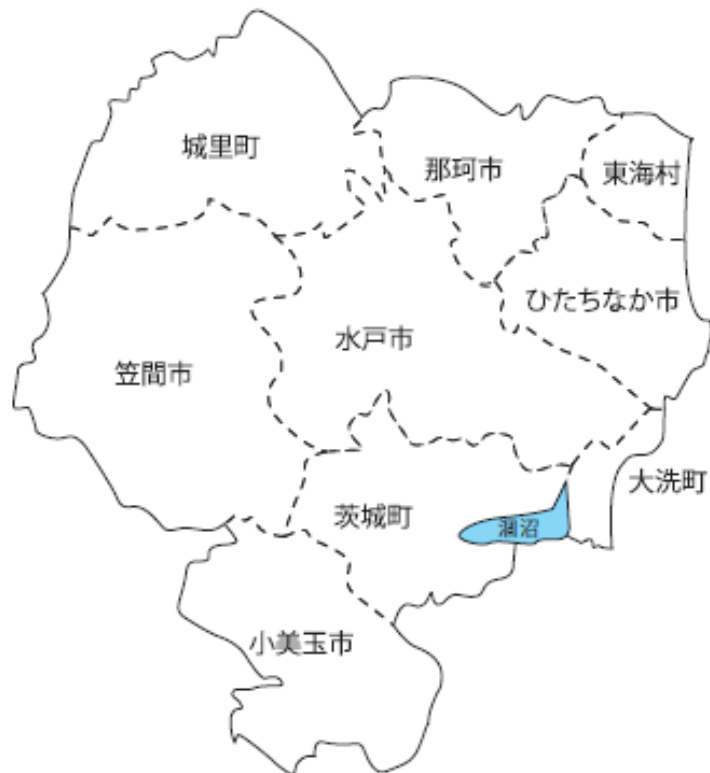 城里町
那珂市
東海村
ひたちなか市
水戸市
笠間市
大洗町
茨城町
涸沼
小美玉市